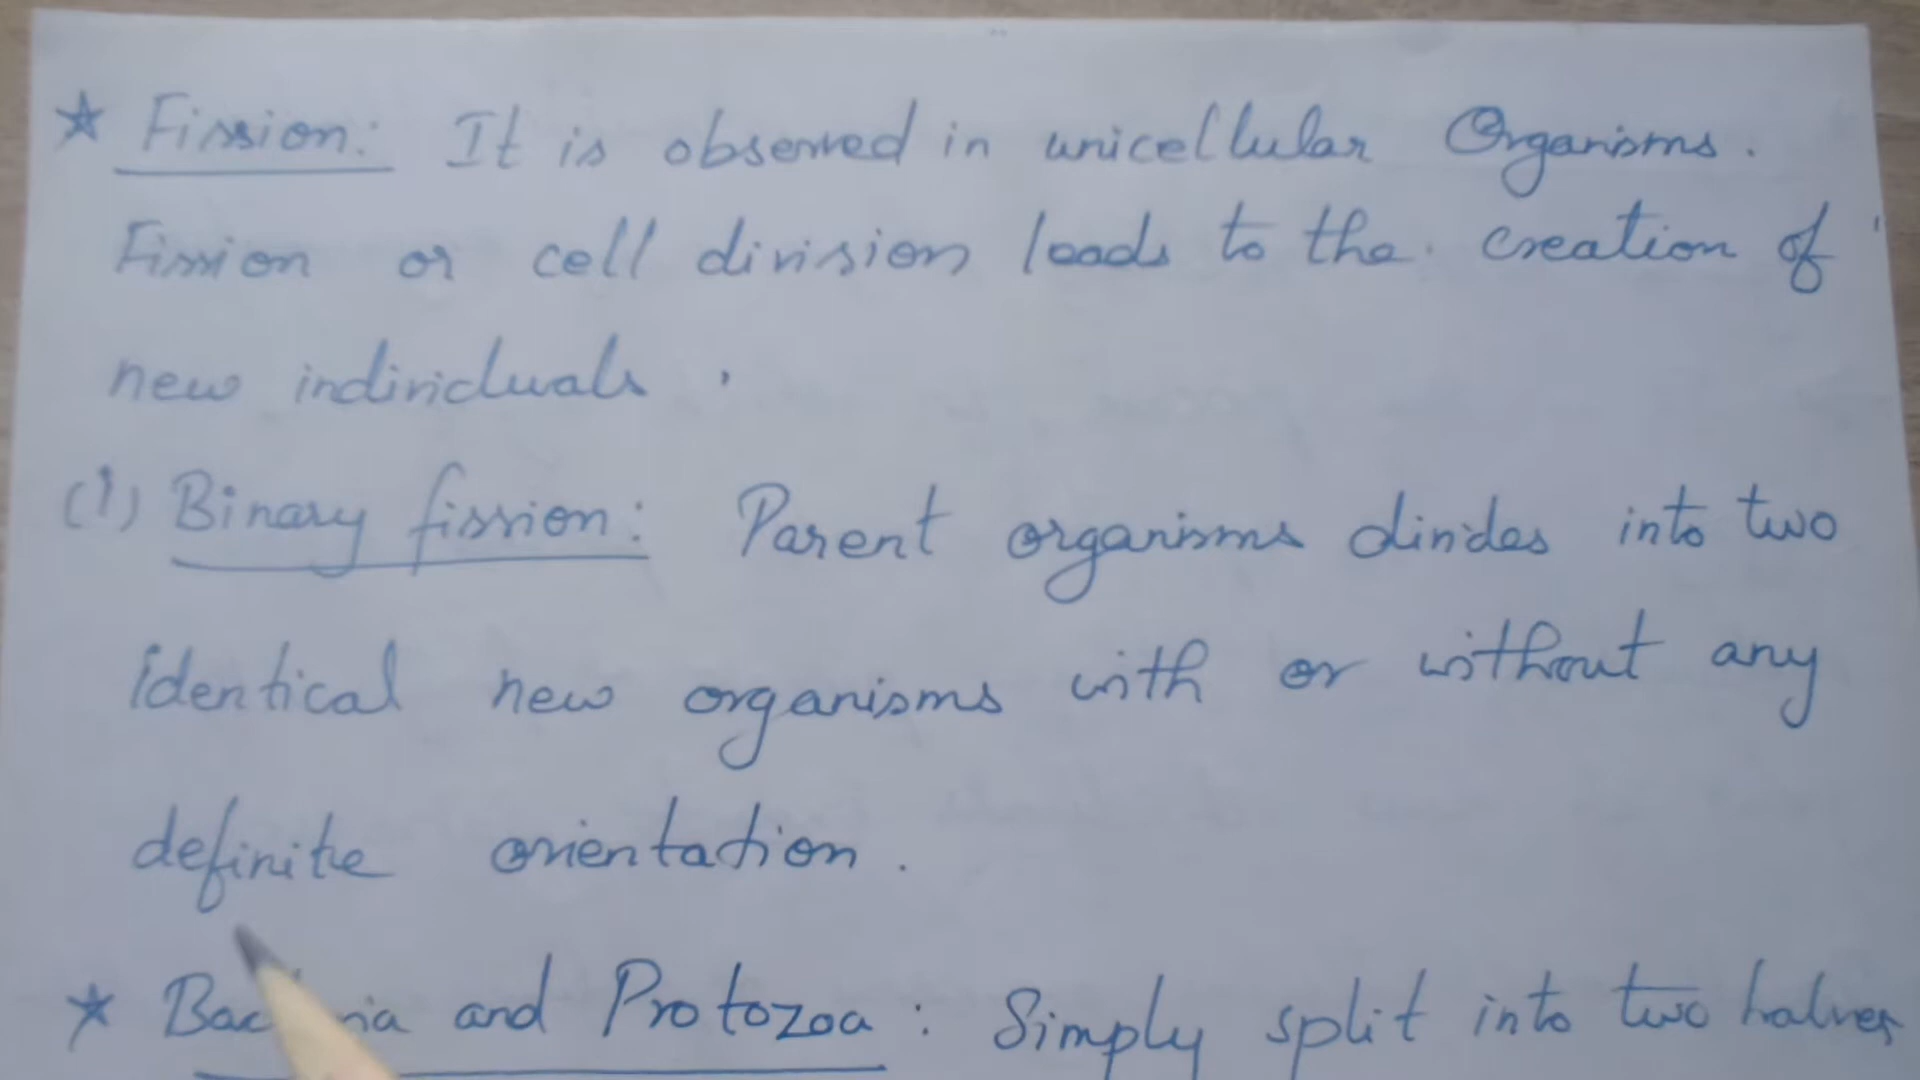 ★ Fission: It is observed in unicellular Organisms.
Fission or cell division leads to the creation of
new individuals.
(1) Binary fission: Parent organisms divides into two
identical new organisms with or without any
definite orientation.
★ Bacteria and Protozoa: Simply split into two halves